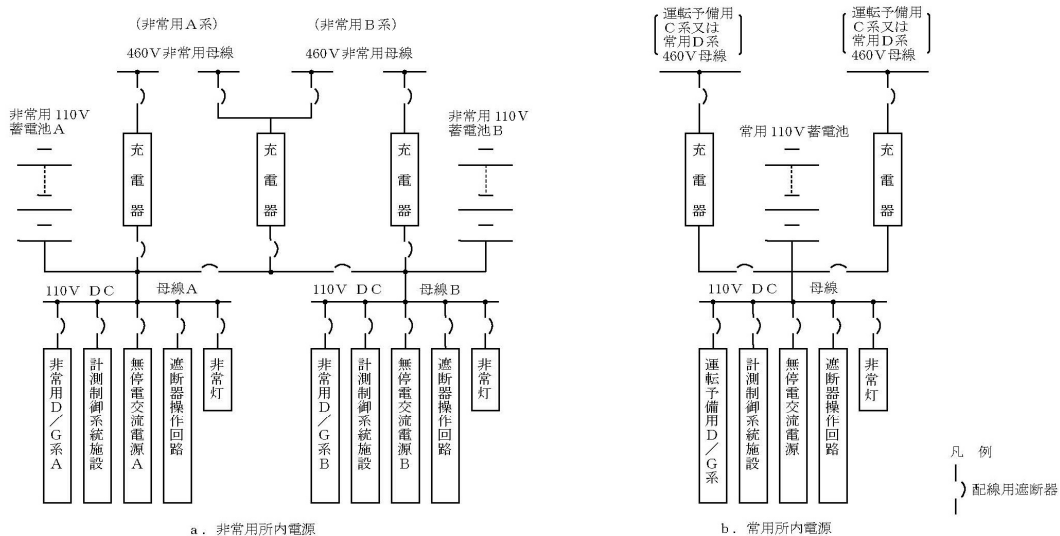 （非常用Ａ系）
（非常用Ｂ系）
460Ｖ非常用母線
460Ｖ非常用母線
非常用110Ｖ
蓄電池Ａ
非常用110Ｖ
蓄電池Ｂ
充電器
充電器
充電器
110Ｖ ＤＣ
母線Ａ
110Ｖ ＤＣ
母線Ｂ
非常用Ｄ／Ｇ系Ａ
計測制御系統施設
無停電交流電源Ａ
遮断器操作回路
非常灯
非常用Ｄ／Ｇ系Ｂ
計測制御系統施設
無停電交流電源Ｂ
遮断器操作回路
非常灯
ａ．非常用所内電源
運転予備用
Ｃ系又は
常用Ｄ系
460Ｖ母線
運転予備用
Ｃ系又は
常用Ｄ系
460Ｖ母線
常用110Ｖ蓄電池
充電器
充電器
110Ｖ ＤＣ
母線
運転予備用Ｄ／Ｇ系
計測制御系統施設
無停電交流電源
遮断器操作回路
非常灯
ｂ．常用所内電源
凡 例
配線用遮断器